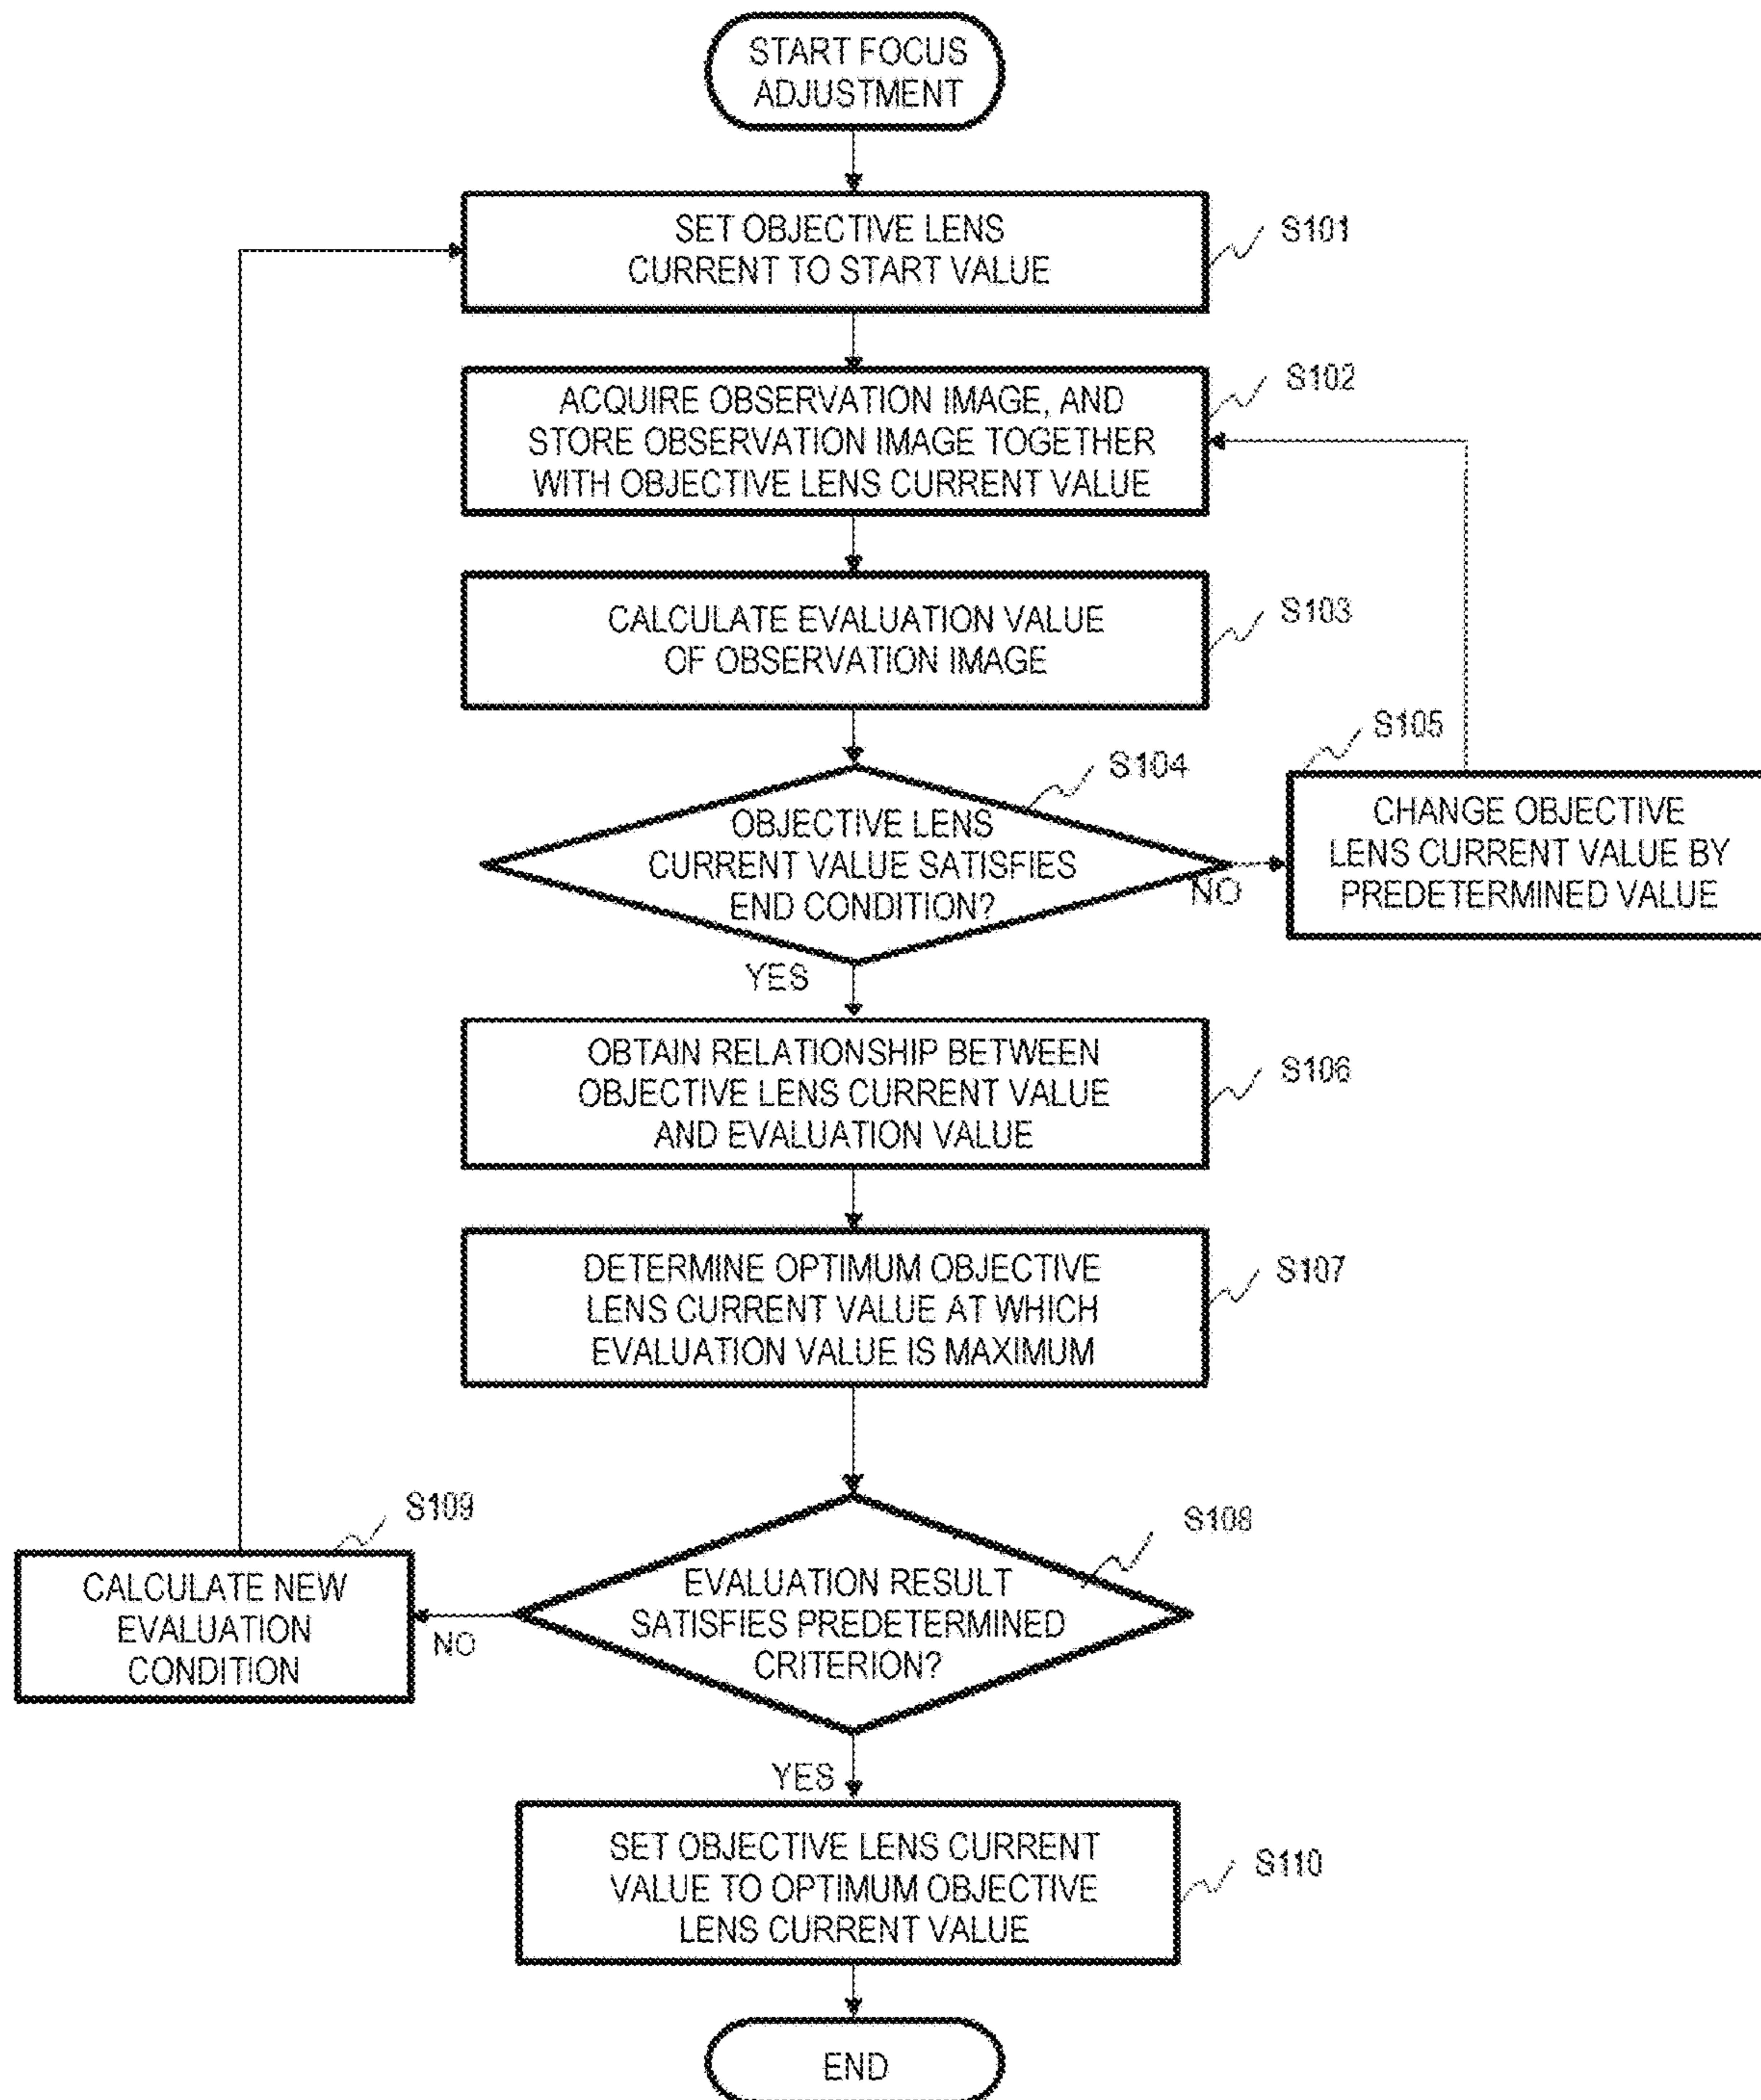 START FOCUS
ADJUSTMENT
SET OBJECTIVE LENS
CURRENT TO START VALUE
S101
ACQUIRE OBSERVATION IMAGE, AND
STORE OBSERVATION IMAGE TOGETHER
WITH OBJECTIVE LENS CURRENT VALUE
S102
CALCULATE EVALUATION VALUE
OF OBSERVATION IMAGE
S103
OBJECTIVE LENS
CURRENT VALUE SATISFIES
END CONDITION?
S104
NO
YES
CHANGE OBJECTIVE
LENS CURRENT VALUE BY
PREDETERMINED VALUE
S105
OBTAIN RELATIONSHIP BETWEEN
OBJECTIVE LENS CURRENT VALUE
AND EVALUATION VALUE
S106
DETERMINE OPTIMUM OBJECTIVE
LENS CURRENT VALUE AT WHICH
EVALUATION VALUE IS MAXIMUM
S107
EVALUATION RESULT
SATISFIES PREDETERMINED
CRITERION?
S108
NO
YES
CALCULATE NEW
EVALUATION
CONDITION
S109
SET OBJECTIVE LENS CURRENT
VALUE TO OPTIMUM OBJECTIVE
LENS CURRENT VALUE
S110
END